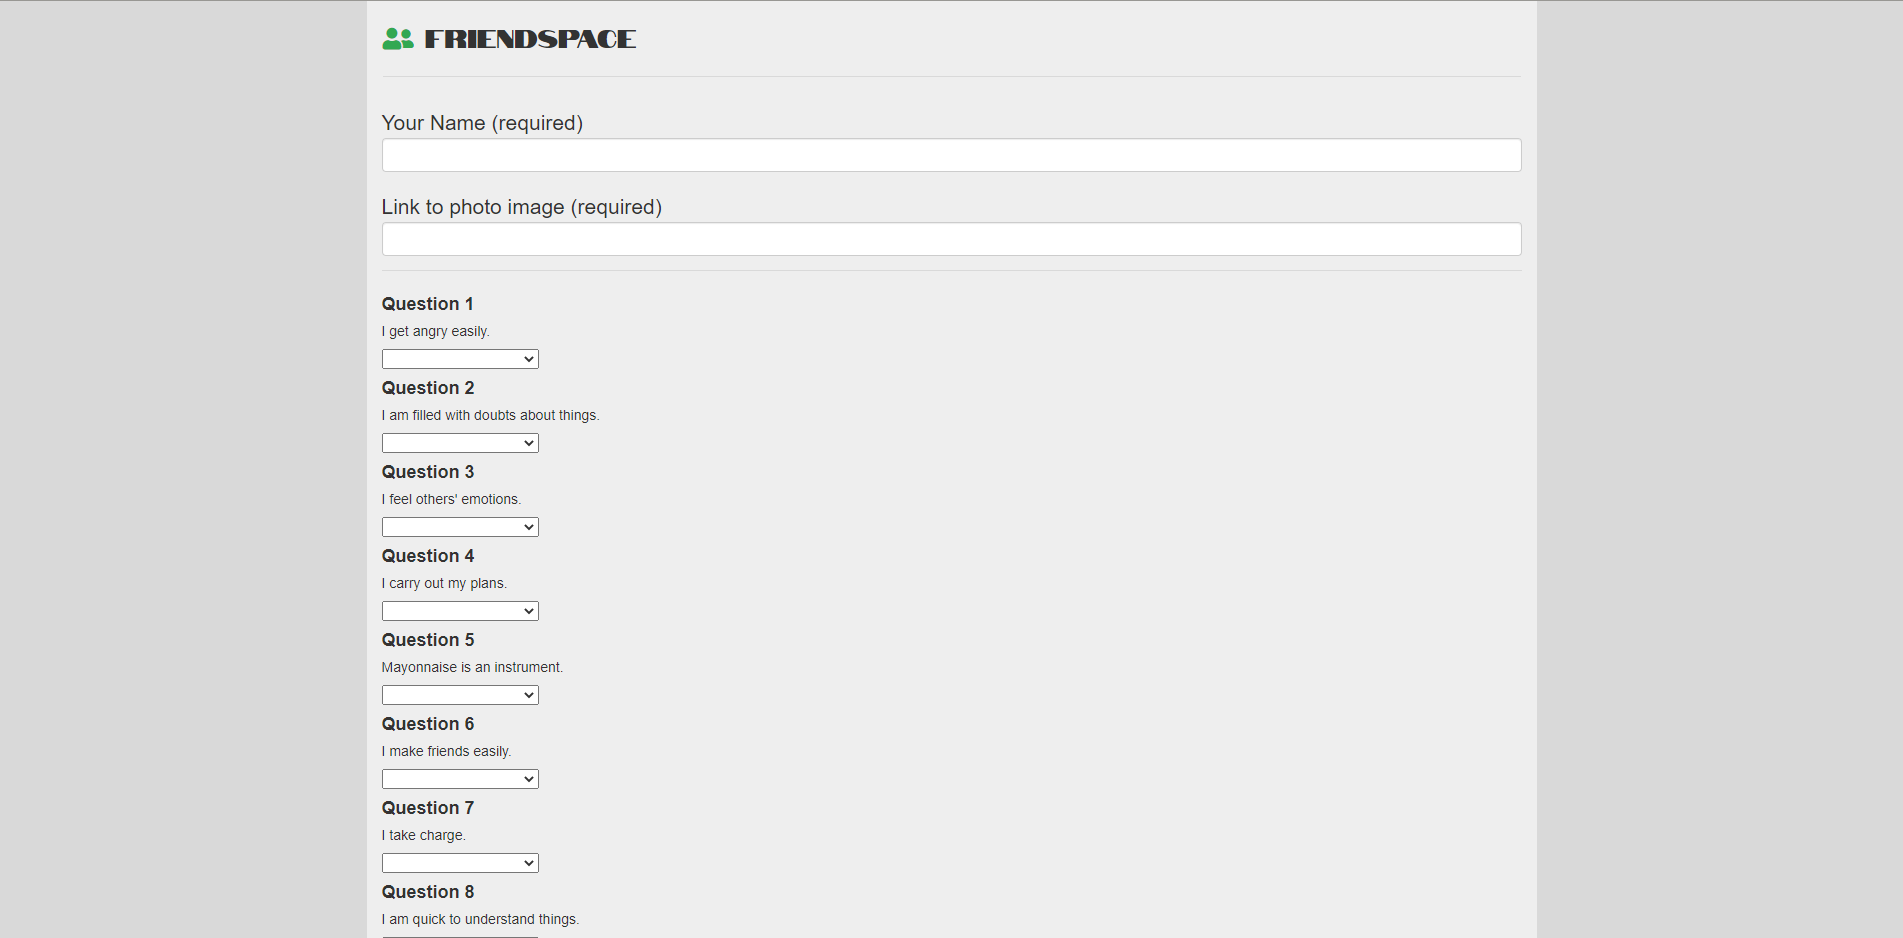 FRIENDSPACE
Your Name (required)
Link to photo image (required)
Question 1
I get angry easily.
Question 2
I am filled with doubts about things.
Question 3
I feel others' emotions.
Question 4
I carry out my plans.
Question 5
Mayonnaise is an instrument.
Question 6
I make friends easily.
Question 7
I take charge.
Question 8
I am quick to understand things.